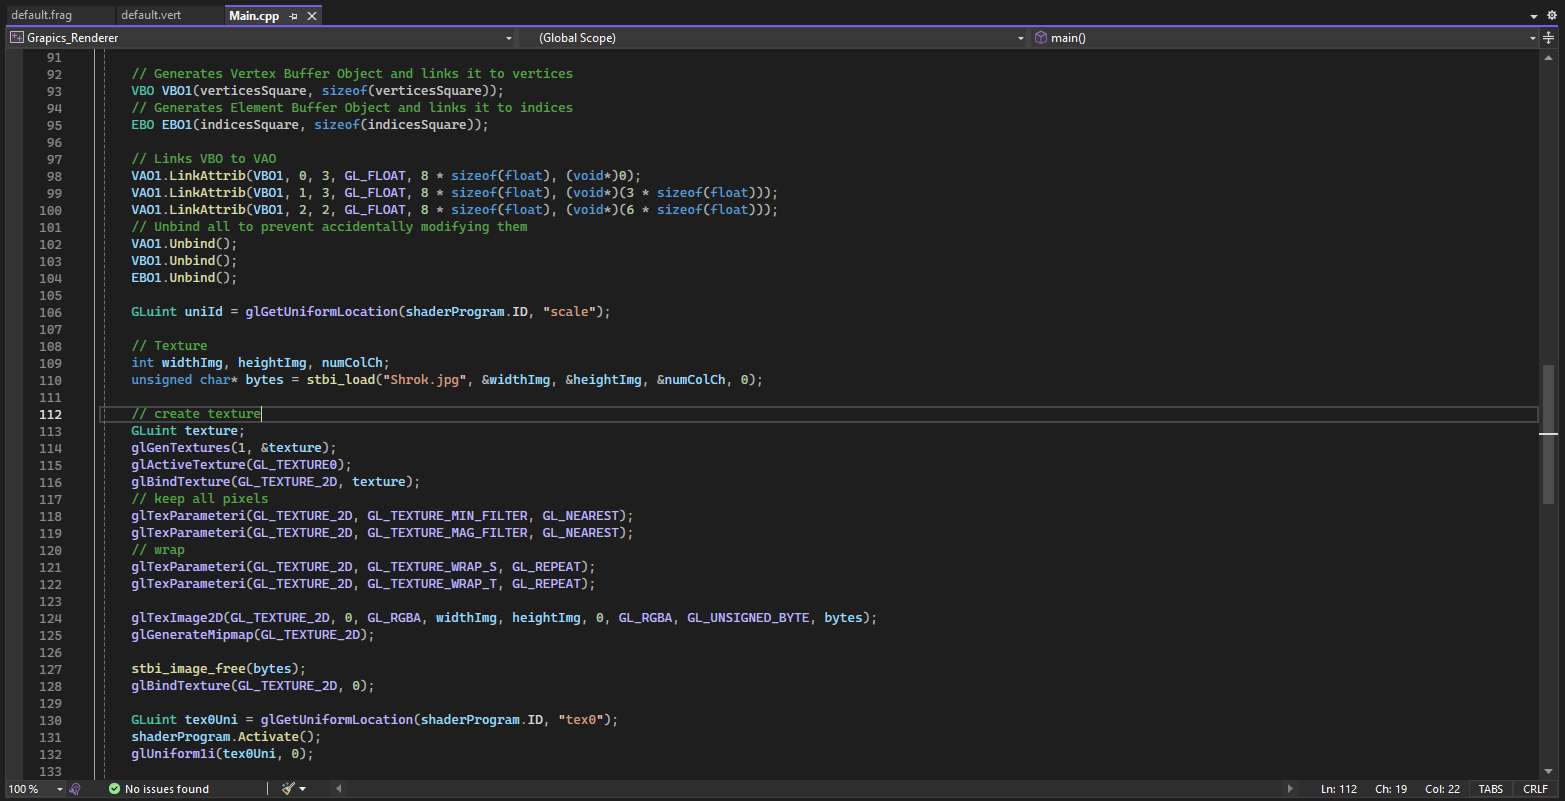 default.frag default.vert Main.cpp
Grapics_Renderer (Global Scope) main()
91
92 // Generates Vertex Buffer Object and links it to vertices
93 VBO VBO1(verticesSquare, sizeof(verticesSquare));
94 // Generates Element Buffer Object and links it to indices
95 EBO EBO1(indicesSquare, sizeof(indicesSquare));
96
97 // Links VBO to VAO
98 VAO1.LinkAttrib(VBO1, 0, 3, GL_FLOAT, 8 * sizeof(float), (void*)0);
99 VAO1.LinkAttrib(VBO1, 1, 3, GL_FLOAT, 8 * sizeof(float), (void*)(3 * sizeof(float)));
100 VAO1.LinkAttrib(VBO1, 2, 2, GL_FLOAT, 8 * sizeof(float), (void*)(6 * sizeof(float)));
101 // Unbind all to prevent accidentally modifying them
102 VAO1.Unbind();
103 VBO1.Unbind();
104 EBO1.Unbind();
105
106 GLuint uniId = glGetUniformLocation(shaderProgram.ID, "scale");
107
108 // Texture
109 int widthImg, heightImg, numColCh;
110 unsigned char* bytes = stbi_load("Shrok.jpg", &widthImg, &heightImg, &numColCh, 0);
111
112 // create texture
113 GLuint texture;
114 glGenTextures(1, &texture);
115 glActiveTexture(GL_TEXTURE0);
116 glBindTexture(GL_TEXTURE_2D, texture);
117 // keep all pixels
118 glTexParameteri(GL_TEXTURE_2D, GL_TEXTURE_MIN_FILTER, GL_NEAREST);
119 glTexParameteri(GL_TEXTURE_2D, GL_TEXTURE_MAG_FILTER, GL_NEAREST);
120 // wrap
121 glTexParameteri(GL_TEXTURE_2D, GL_TEXTURE_WRAP_S, GL_REPEAT);
122 glTexParameteri(GL_TEXTURE_2D, GL_TEXTURE_WRAP_T, GL_REPEAT);
123
124 glTexImage2D(GL_TEXTURE_2D, 0, GL_RGBA, widthImg, heightImg, 0, GL_RGBA, GL_UNSIGNED_BYTE, bytes);
125 glGenerateMipmap(GL_TEXTURE_2D);
126
127 stbi_image_free(bytes);
128 glBindTexture(GL_TEXTURE_2D, 0);
129
130 GLuint tex0Uni = glGetUniformLocation(shaderProgram.ID, "tex0");
131 shaderProgram.Activate();
132 glUniform1i(tex0Uni, 0);
133
100 % No issues found Ln: 112 Ch: 19 Col: 22 TABS CRLF